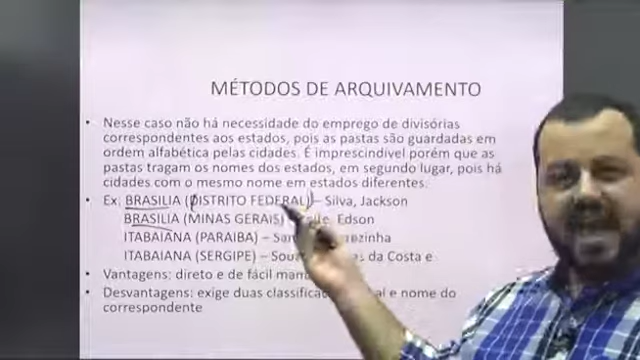 MÉTODOS DE ARQUIVAMENTO
• Nesse caso não há necessidade do emprego de divisórias
correspondentes aos estados, pois as pastas são guardadas em
ordem alfabética pelas cidades. É imprescindível porém que as
pastas tragam os nomes dos estados, em segundo lugar, pois há
cidades com o mesmo nome em estados diferentes.
• Ex: BRASILIA (DISTRITO FEDERAL) – Silva, Jackson
BRASILIA (MINAS GERAIS) Edson
ITABAIANA (PARAIBA) –
ITABAIANA (SERGIPE) – da Costa e
• Vantagens: direto e de fácil
• Desvantagens: exige duas e nome do
correspondente